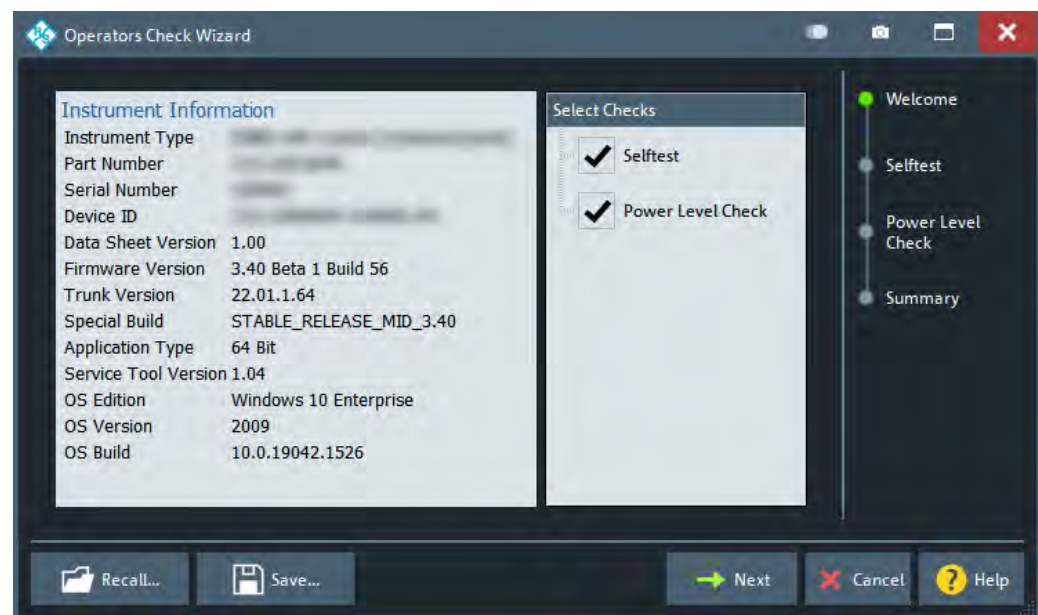 Operators Check Wizard
Instrument Information
Instrument Type
Part Number
Serial Number
Device ID
Data Sheet Version 1.00
Firmware Version 3.40 Beta 1 Build 56
Trunk Version 22.01.1.64
Special Build STABLE_RELEASE_MID_3.40
Application Type 64 Bit
Service Tool Version 1.04
OS Edition Windows 10 Enterprise
OS Version 2009
OS Build 10.0.19042.1526
Select Checks
Selftest
Power Level Check
Welcome
Selftest
Power Level
Check
Summary
Recall...
Save...
Next
Cancel
? Help